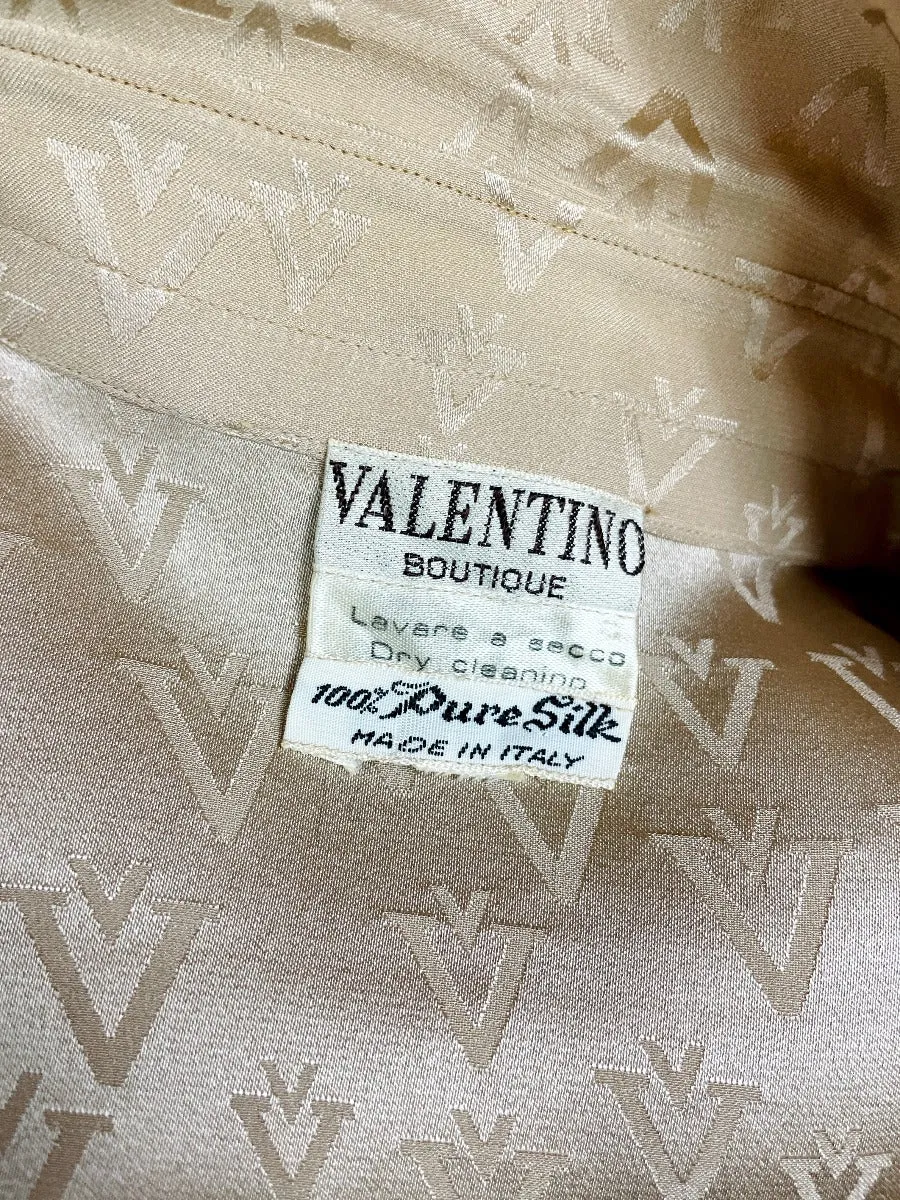 VALENTINO
BOUTIQUE
Lavare a secco
Dry cleaning
100% Pure Silk
MADE IN ITALY